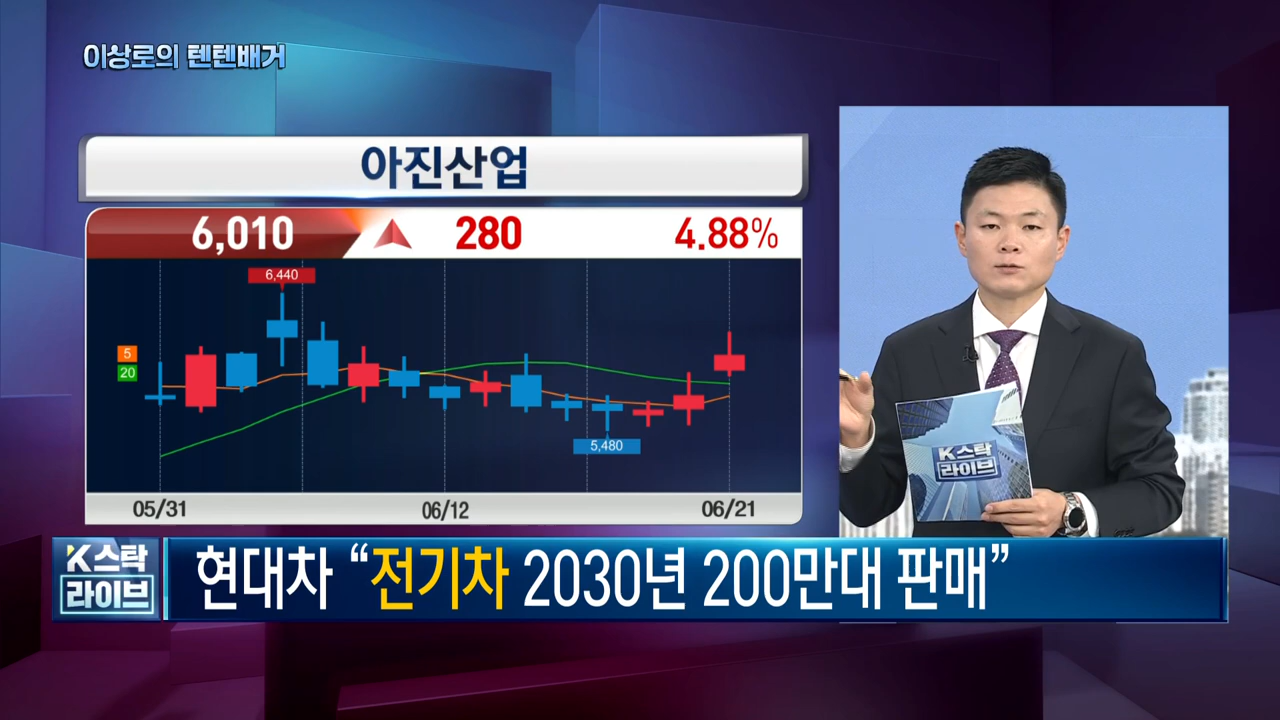 이상로의 텐텐배거
아진산업
6,010 280 4.88%
6,440
5
20
5,480
05/31 06/12 06/21
K스탁
라이브
K스탁
라이브
현대차 “전기차 2030년 200만대 판매”